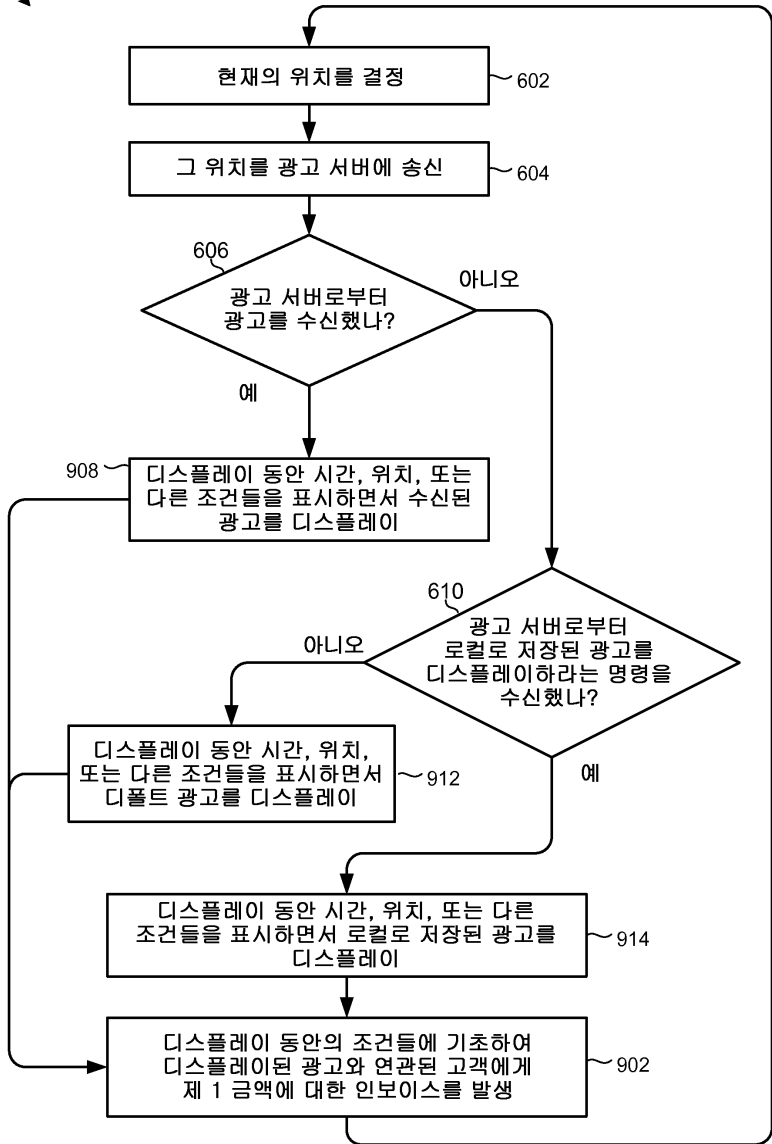 현재의 위치를 결정
602
그 위치를 광고 서버에 송신
604
606
광고 서버로부터
광고를 수신했나?
아니오
예
908
디스플레이 동안 시간, 위치, 또는
다른 조건들을 표시하면서 수신된
광고를 디스플레이
610
광고 서버로부터
로컬로 저장된 광고를
디스플레이하라는 명령을
수신했나?
아니오
예
디스플레이 동안 시간, 위치,
또는 다른 조건들을 표시하면서
디폴트 광고를 디스플레이
912
디스플레이 동안 시간, 위치, 또는 다른
조건들을 표시하면서 로컬로 저장된 광고를
디스플레이
914
디스플레이 동안의 조건들에 기초하여
디스플레이된 광고와 연관된 고객에게
제 1 금액에 대한 인보이스를 발생
902